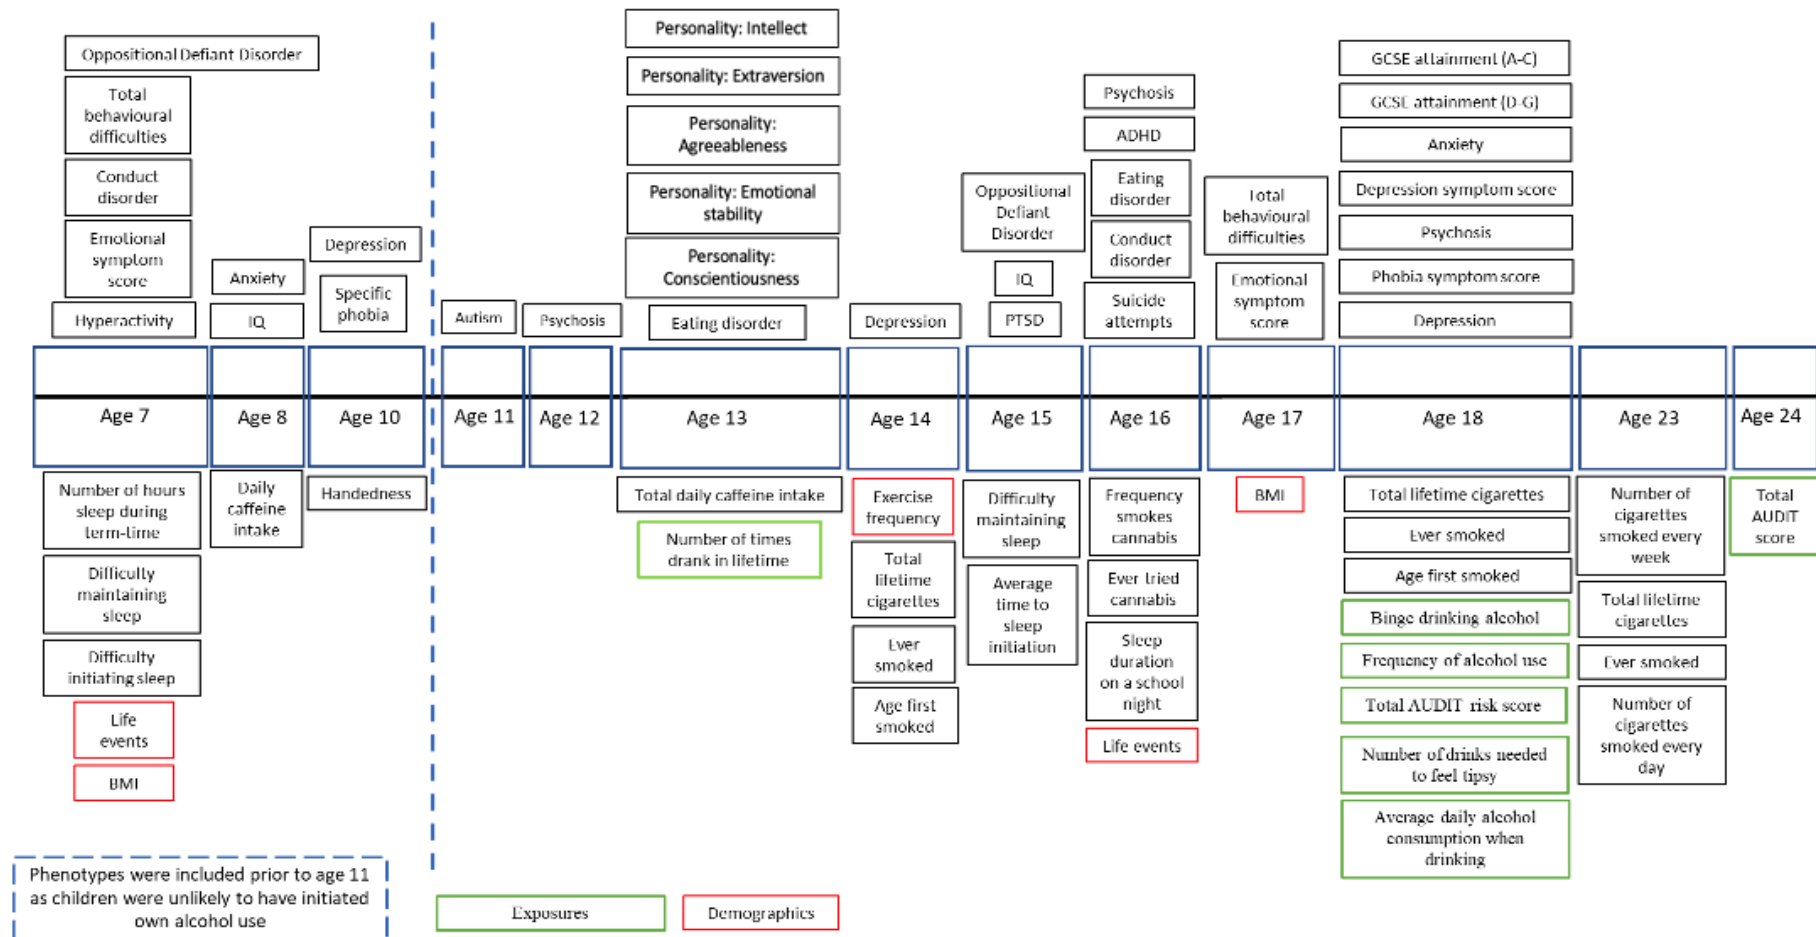 Oppositional Defiant Disorder
Total
behavioural
difficulties
Conduct
disorder
Emotional
symptom
score
Hyperactivity
Anxiety
IQ
Depression
Specific
phobia
Autism
Psychosis
Personality: Intellect
Personality: Extraversion
Personality:
Agreeableness
Personality: Emotional
stability
Personality:
Conscientiousness
Eating disorder
Depression
Oppositional
Defiant
Disorder
IQ
PTSD
Psychosis
ADHD
Eating
disorder
Conduct
disorder
Suicide
attempts
Total
behavioural
difficulties
Emotional
symptom
score
GCSE attainment (A-C)
GCSE attainment (D-G)
Anxiety
Depression symptom score
Psychosis
Phobia symptom score
Depression
Age 7
Age 8
Age 10
Age 11
Age 12
Age 13
Age 14
Age 15
Age 16
Age 17
Age 18
Age 23
Age 24
Number of hours
sleep during
term-time
Difficulty
maintaining
sleep
Difficulty
initiating sleep
Life
events
BMI
Daily
caffeine
intake
Handedness
Total daily caffeine intake
Number of times
drank in lifetime
Exercise
frequency
Total
lifetime
cigarettes
Ever
smoked
Age first
smoked
Difficulty
maintaining
sleep
Average
time to
sleep
initiation
Frequency
smokes
cannabis
Ever tried
cannabis
Sleep
duration
on a school
night
Life events
BMI
Total lifetime cigarettes
Ever smoked
Age first smoked
Binge drinking alcohol
Frequency of alcohol use
Total AUDIT risk score
Number of drinks needed
to feel tipsy
Average daily alcohol
consumption when
drinking
Number of
cigarettes
smoked every
week
Total lifetime
cigarettes
Ever smoked
Number of
cigarettes
smoked every
day
Total
AUDIT
score
Phenotypes were included prior to age 11
as children were unlikely to have initiated
own alcohol use
Exposures
Demographics